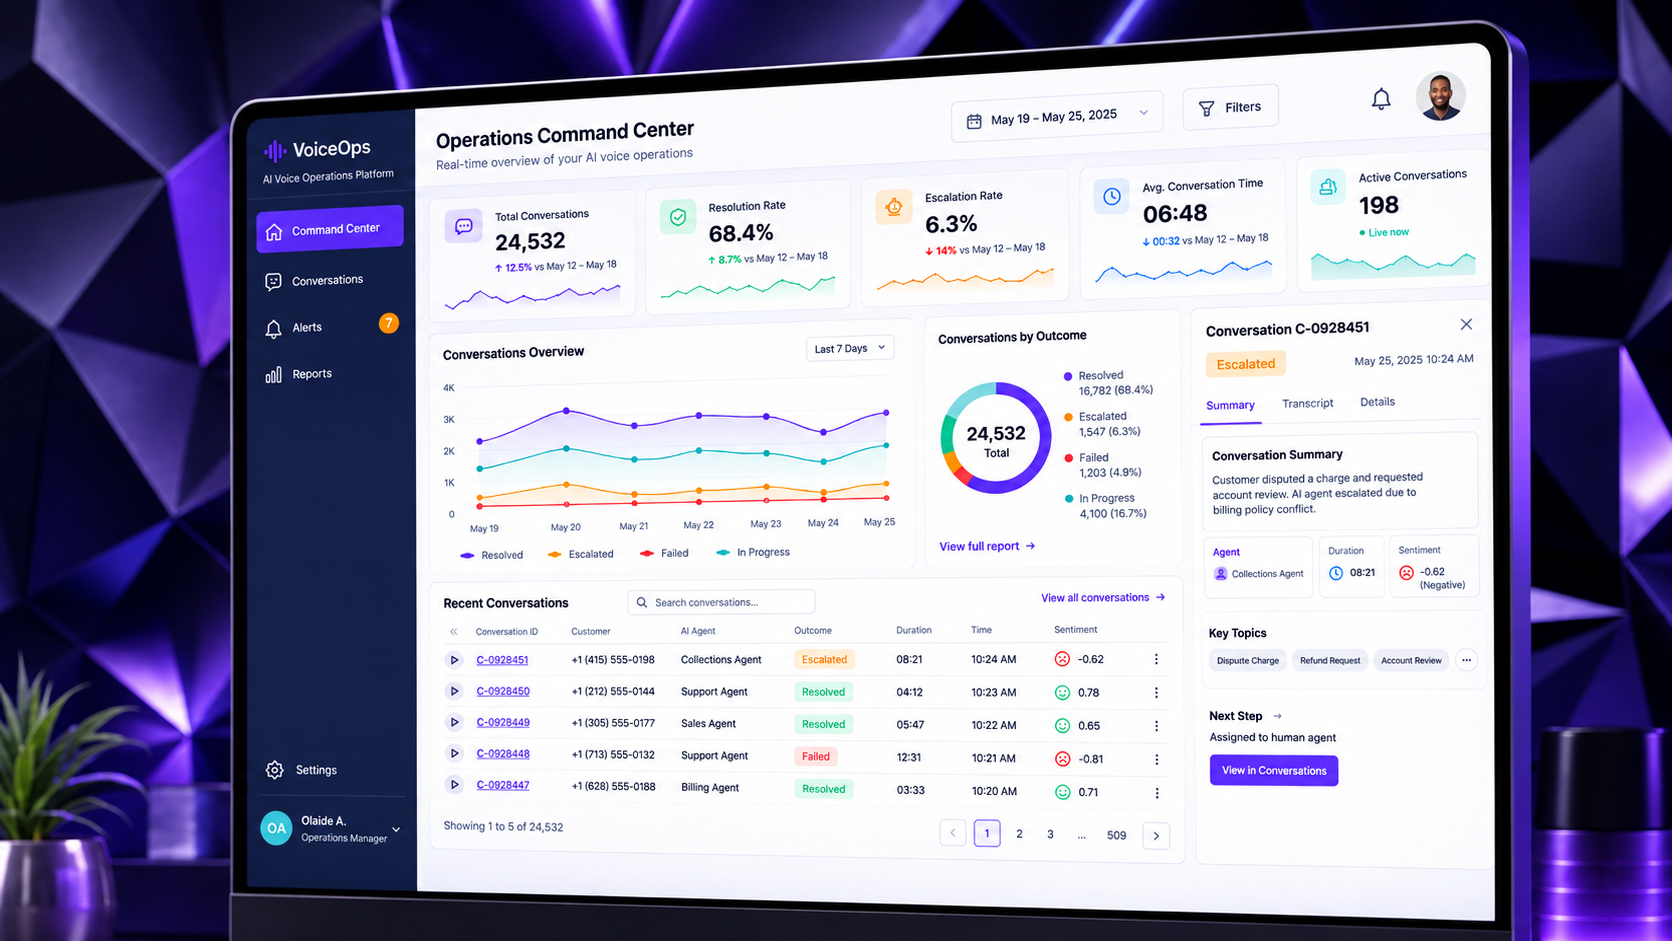 VoiceOps
AI Voice Operations Platform
Command Center
Conversations
Alerts
7
Reports
Settings
OA
Olaide A.
Operations Manager
Operations Command Center
Real-time overview of your AI voice operations
May 19 – May 25, 2025
Filters
Total Conversations
24,532
↑ 12.5% vs May 12 – May 18
Resolution Rate
68.4%
↑ 8.7% vs May 12 – May 18
Escalation Rate
6.3%
↓ 14% vs May 12 – May 18
Avg. Conversation Time
06:48
↓ 00:32 vs May 12 – May 18
Active Conversations
198
Live now
Conversations Overview
Last 7 Days
4K
3K
2K
1K
0
May 19
May 20
May 21
May 22
May 23
May 24
May 25
Resolved
Escalated
Failed
In Progress
Conversations by Outcome
24,532
Total
Resolved
16,782 (68.4%)
Escalated
1,547 (6.3%)
Failed
1,203 (4.9%)
In Progress
4,100 (16.7%)
View full report →
Recent Conversations
Search conversations...
View all conversations →
Conversation ID Customer AI Agent Outcome Duration Time Sentiment
C-0928451 +1 (415) 555-0198 Collections Agent Escalated 08:21 10:24 AM -0.62
C-0928450 +1 (212) 555-0144 Support Agent Resolved 04:12 10:23 AM 0.78
C-0928449 +1 (305) 555-0177 Sales Agent Resolved 05:47 10:22 AM 0.65
C-0928448 +1 (713) 555-0132 Support Agent Failed 12:31 10:21 AM -0.81
C-0928447 +1 (628) 555-0188 Billing Agent Resolved 03:33 10:20 AM 0.71
Showing 1 to 5 of 24,532
1 2 3 ... 509
Conversation C-0928451
Escalated
May 25, 2025 10:24 AM
Summary
Transcript
Details
Conversation Summary
Customer disputed a charge and requested
account review. AI agent escalated due to
billing policy conflict.
Agent
Collections Agent
Duration
08:21
Sentiment
-0.62
(Negative)
Key Topics
Dispute Charge
Refund Request
Account Review
Next Step →
Assigned to human agent
View in Conversations